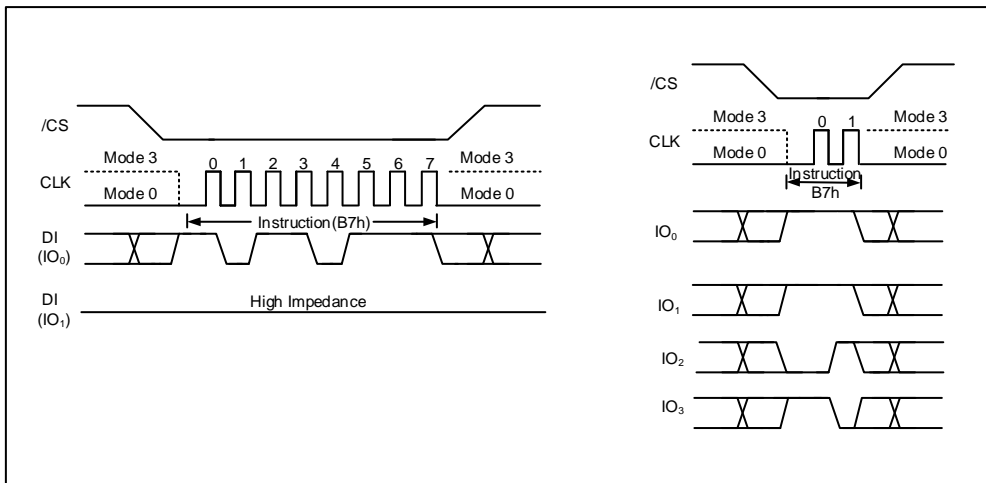 /CS
Mode 3
0 1 2 3 4 5 6 7
Mode 3
CLK
Mode 0
Mode 0
Instruction(B7h)
DI
(IO₀)
High Impedance
DI
(IO₁)
/CS
Mode 3
0 1
Mode 3
CLK
Mode 0
Mode 0
Instruction
B7h
IO₀
IO₁
IO₂
IO₃